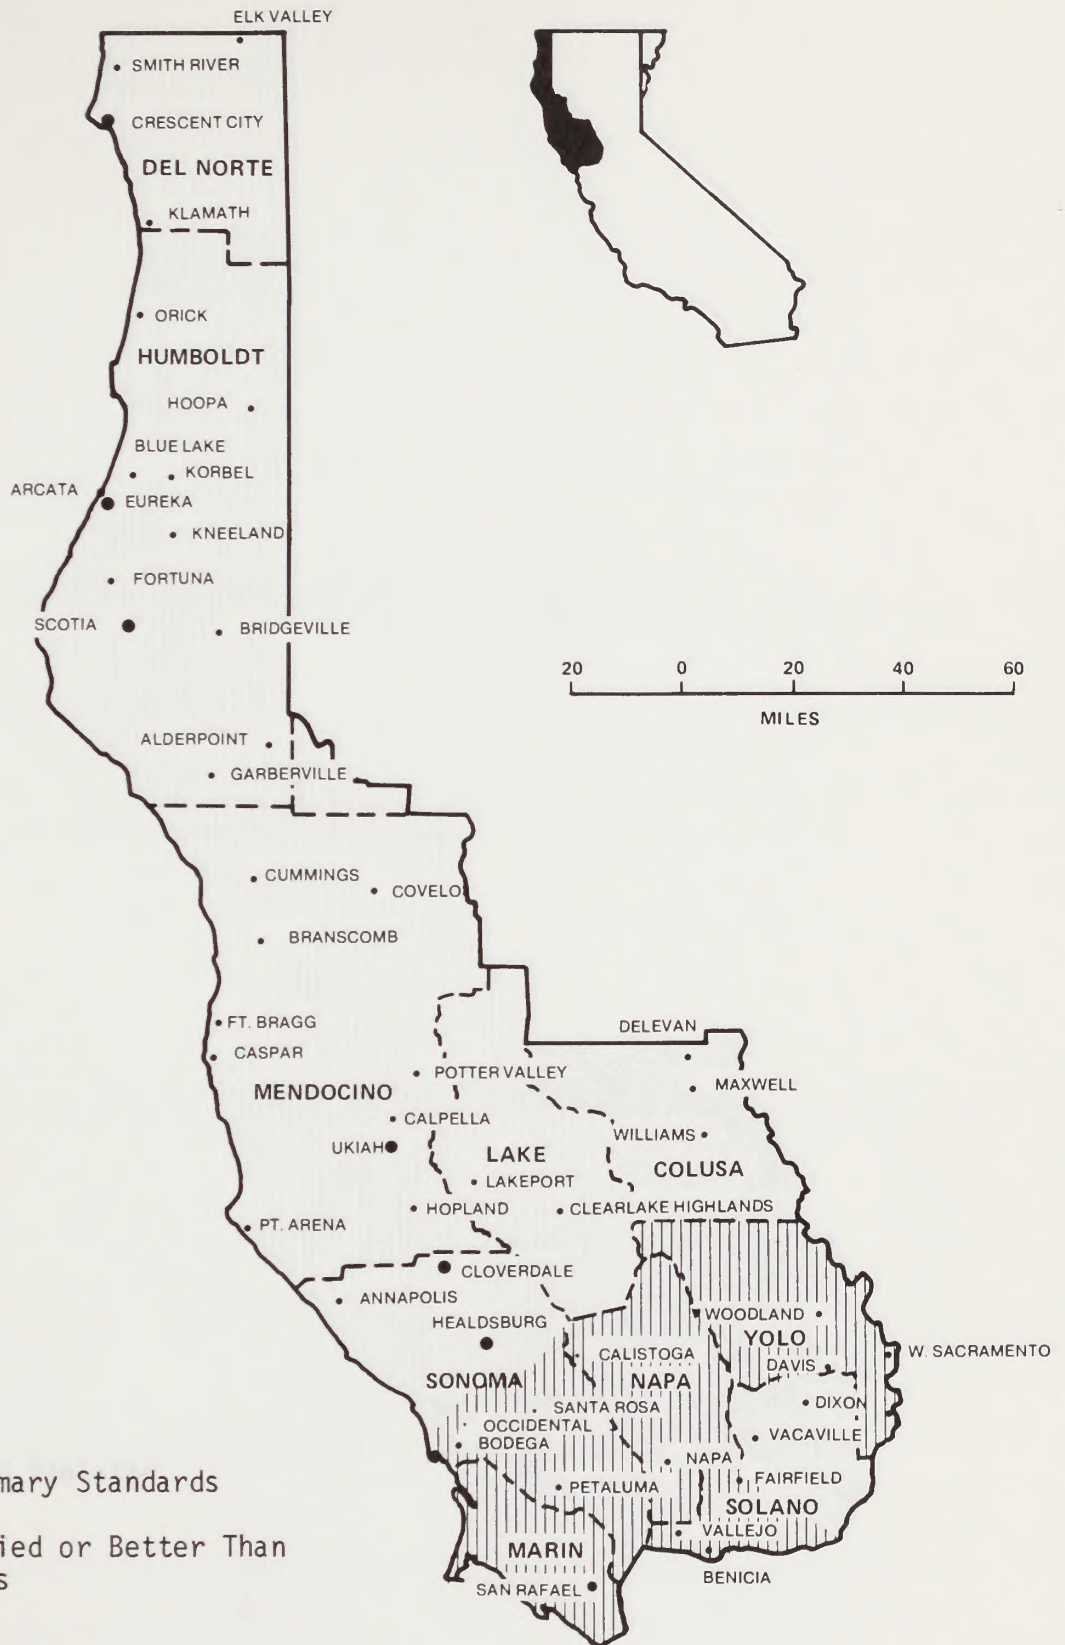 ELK VALLEY
SMITH RIVER
CRESCENT CITY
DEL NORTE
KLAMATH
ORICK
HUMBOLDT
HOOPA
BLUE LAKE
KORBEL
ARCATA
EUREKA
KNEELAND
FORTUNA
SCOTIA
BRIDGEVILLE
20 0 20 40 60
MILES
ALDERPOINT
GARBERVILLE
CUMMINGS
COVELO
BRANSCOMB
FT. BRAGG
DELEVAN
CASPAR
POTTER VALLEY
MAXWELL
MENDOCINO
CALPELLA
WILLIAMS
UKIAH
LAKE
COLUSA
LAKEPORT
HOPLAND
CLEARLAKE HIGHLANDS
PT. ARENA
CLOVERDALE
ANNAPOLIS
WOODLAND
HEALDSBURG
YOLO
CALISTOGA
W. SACRAMENTO
DAVIS
SONOMA
NAPA
DIXON
SANTA ROSA
OCCIDENTAL
VACAVILLE
BODEGA
NAPA
FAIRFIELD
PETALUMA
SOLANO
VALLEJO
MARIN
BENICIA
SAN RAFAEL
mary Standards
ied or Better Than
s